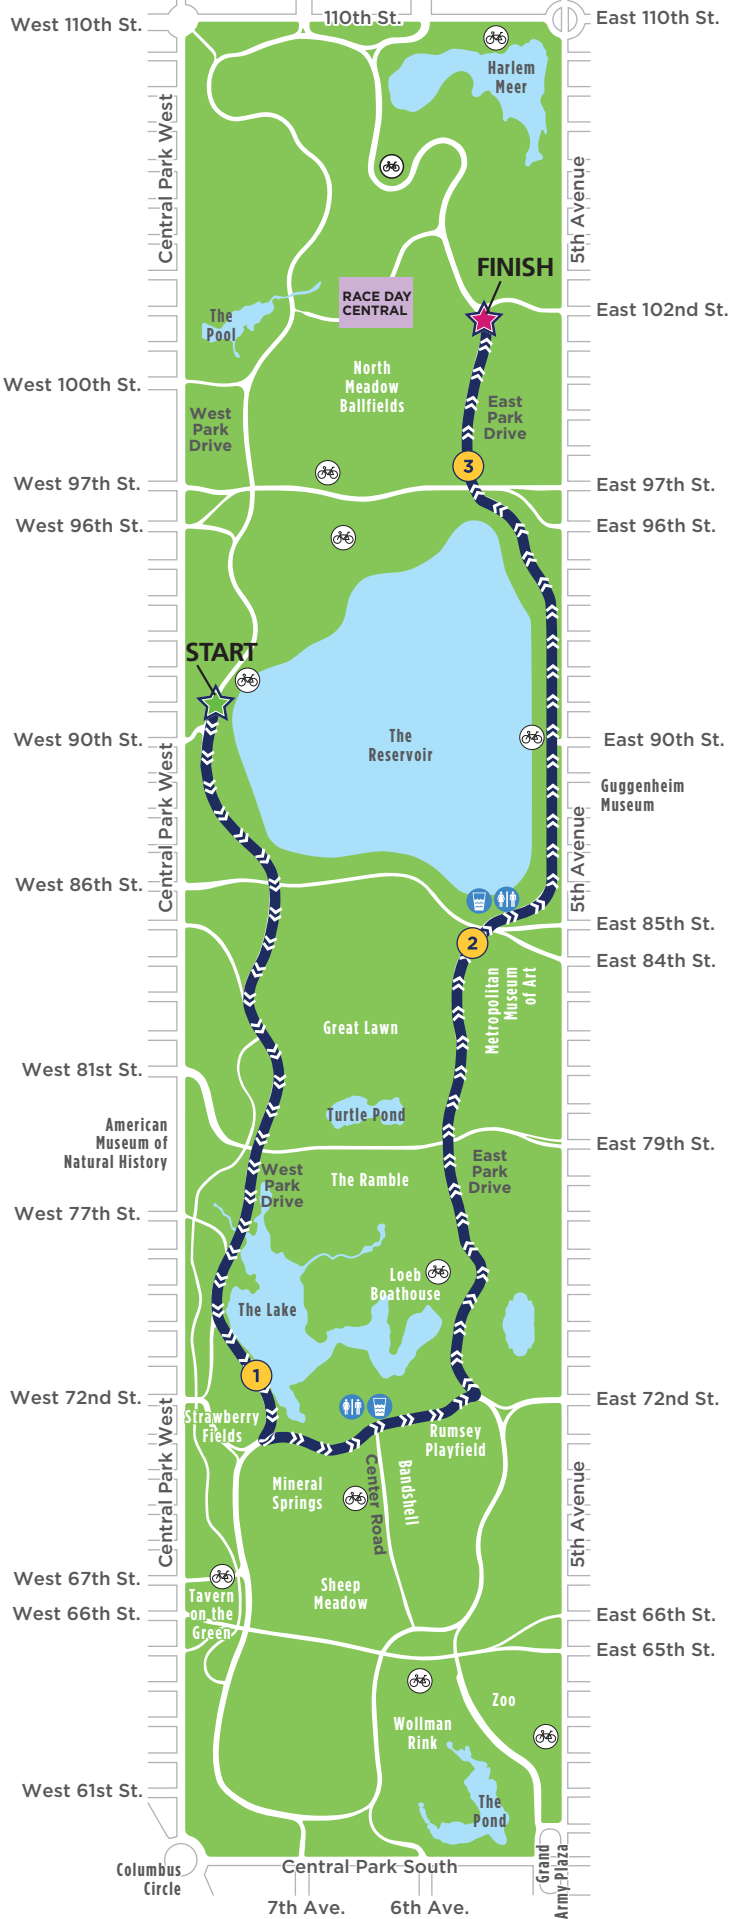 West 110th St.
110th St.
East 110th St.
Harlem
Meer
Central Park West
5th Avenue
FINISH
RACE DAY
CENTRAL
East 102nd St.
The
Pool
North
Meadow
Ballfields
West 100th St.
West
Park
Drive
East
Park
Drive
3
West 97th St.
East 97th St.
West 96th St.
East 96th St.
START
The
Reservoir
West 90th St.
East 90th St.
Guggenheim
Museum
Central Park West
5th Avenue
West 86th St.
East 85th St.
2
East 84th St.
Metropolitan
Museum
of Art
Great Lawn
West 81st St.
Turtle Pond
American
Museum of
Natural History
East 79th St.
West
Park
Drive
The Ramble
East
Park
Drive
West 77th St.
Loeb
Boathouse
The Lake
1
West 72nd St.
East 72nd St.
Strawberry
Fields
Rumsey
Playfield
Central Park West
Mineral
Springs
Center Road
Bandshell
5th Avenue
West 67th St.
Tavern
on the
Green
Sheep
Meadow
West 66th St.
East 66th St.
East 65th St.
Zoo
Wollman
Rink
West 61st St.
The
Pond
Columbus
Circle
Central Park South
Grand
Army Plaza
7th Ave.
6th Ave.